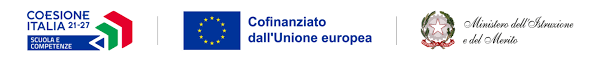 COESIONE
ITALIA 21-27
SCUOLA E
COMPETENZE
Cofinanziato
dall'Unione europea
Ministero dell'Istruzione
e del Merito